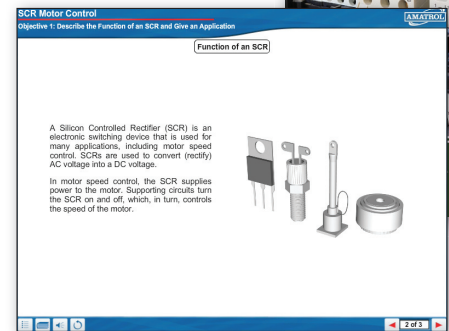 SCR Motor Control
AMATROL
Objective 1: Describe the Function of an SCR and Give an Application
Function of an SCR
A Silicon Controlled Rectifier (SCR) is an
electronic switching device that is used for
many applications, including motor speed
control. SCRs are used to convert (rectify)
AC voltage into a DC voltage.
In motor speed control, the SCR supplies
power to the motor. Supporting circuits turn
the SCR on and off, which, in turn, controls
the speed of the motor.
2 of 3